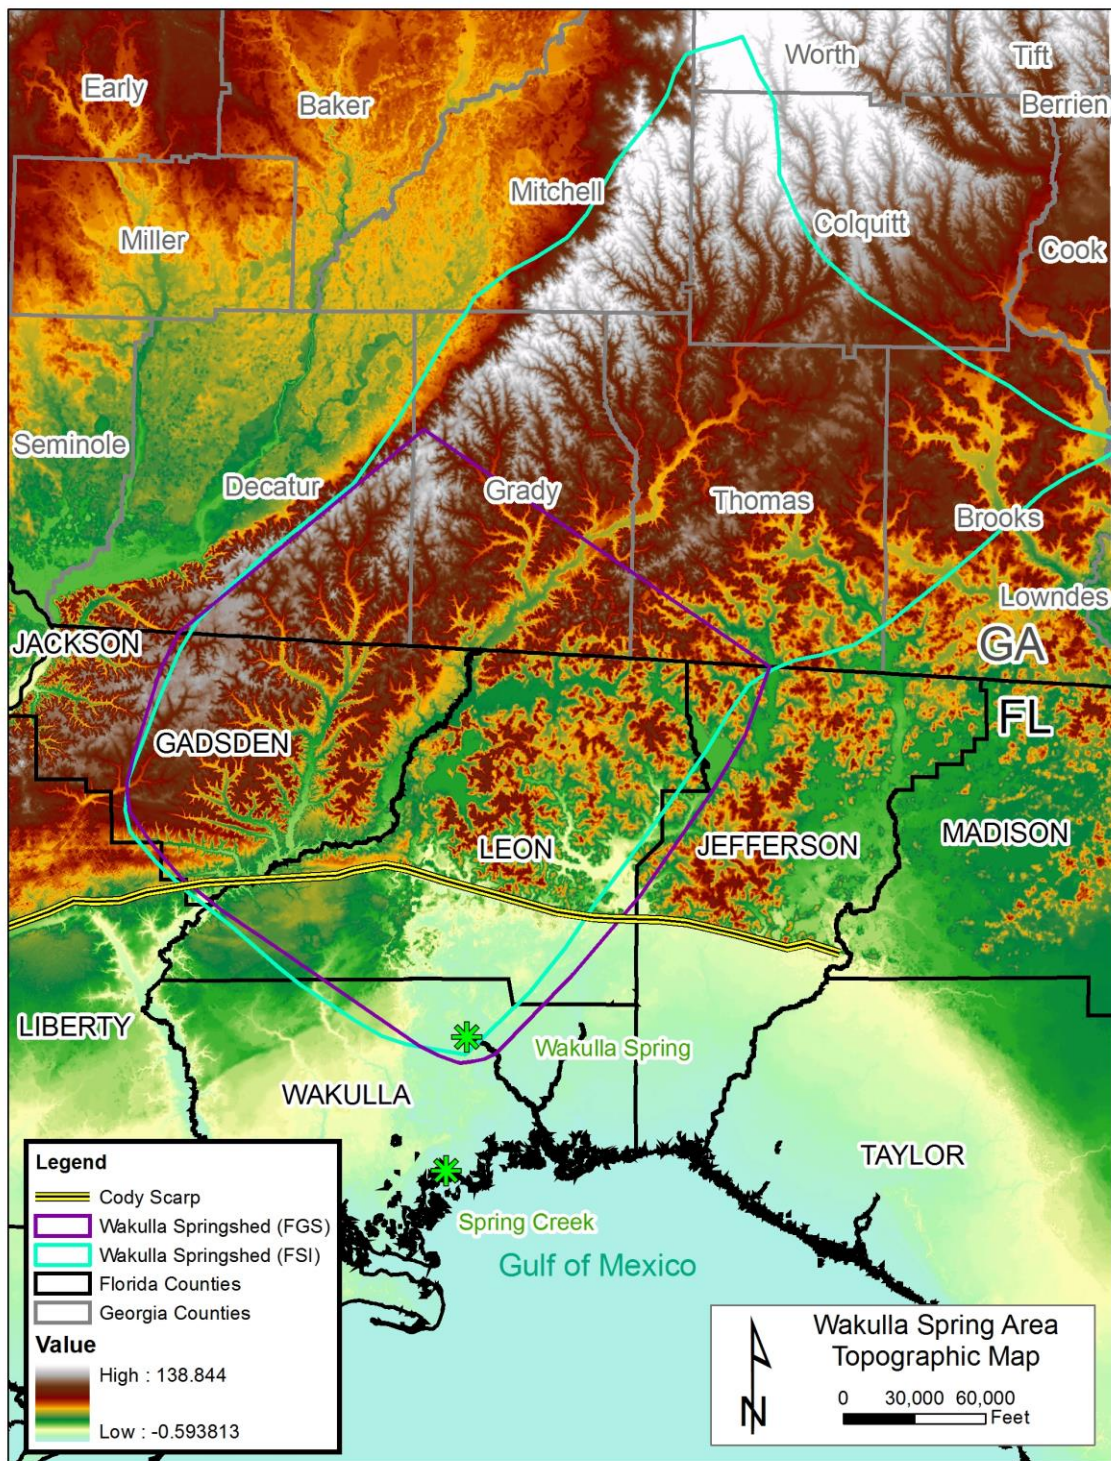 Worth
Tift
Early
Baker
Berrien
Mitchell
Colquitt
Miller
Cook
Seminole
Decatur
Grady
Thomas
Brooks
Lowndes
GA
JACKSON
FL
GADSDEN
LEON
JEFFERSON
MADISON
LIBERTY
Wakulla Spring
WAKULLA
TAYLOR
Spring Creek
Gulf of Mexico
Legend
Cody Scarp
Wakulla Springshed (FGS)
Wakulla Springshed (FSI)
Florida Counties
Georgia Counties
Value
High : 138.844
Low : -0.593813
Wakulla Spring Area
Topographic Map
0 30,000 60,000
Feet
N